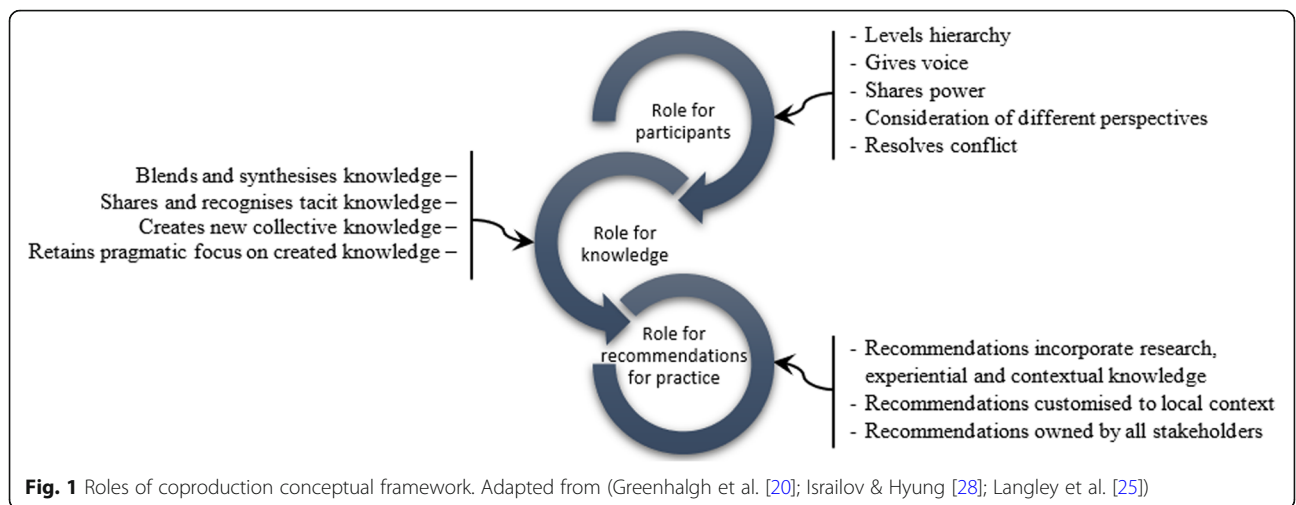 - Levels hierarchy
- Gives voice
- Shares power
- Consideration of different perspectives
- Resolves conflict
Role for
participants
Blends and synthesises knowledge –
Shares and recognises tacit knowledge –
Creates new collective knowledge –
Retains pragmatic focus on created knowledge –
Role for
knowledge
Role for
recommendations
for practice
- Recommendations incorporate research,
experiential and contextual knowledge
- Recommendations customised to local context
- Recommendations owned by all stakeholders
Fig. 1 Roles of coproduction conceptual framework. Adapted from (Greenhalgh et al. [20]; Israilov & Hyung [28]; Langley et al. [25])